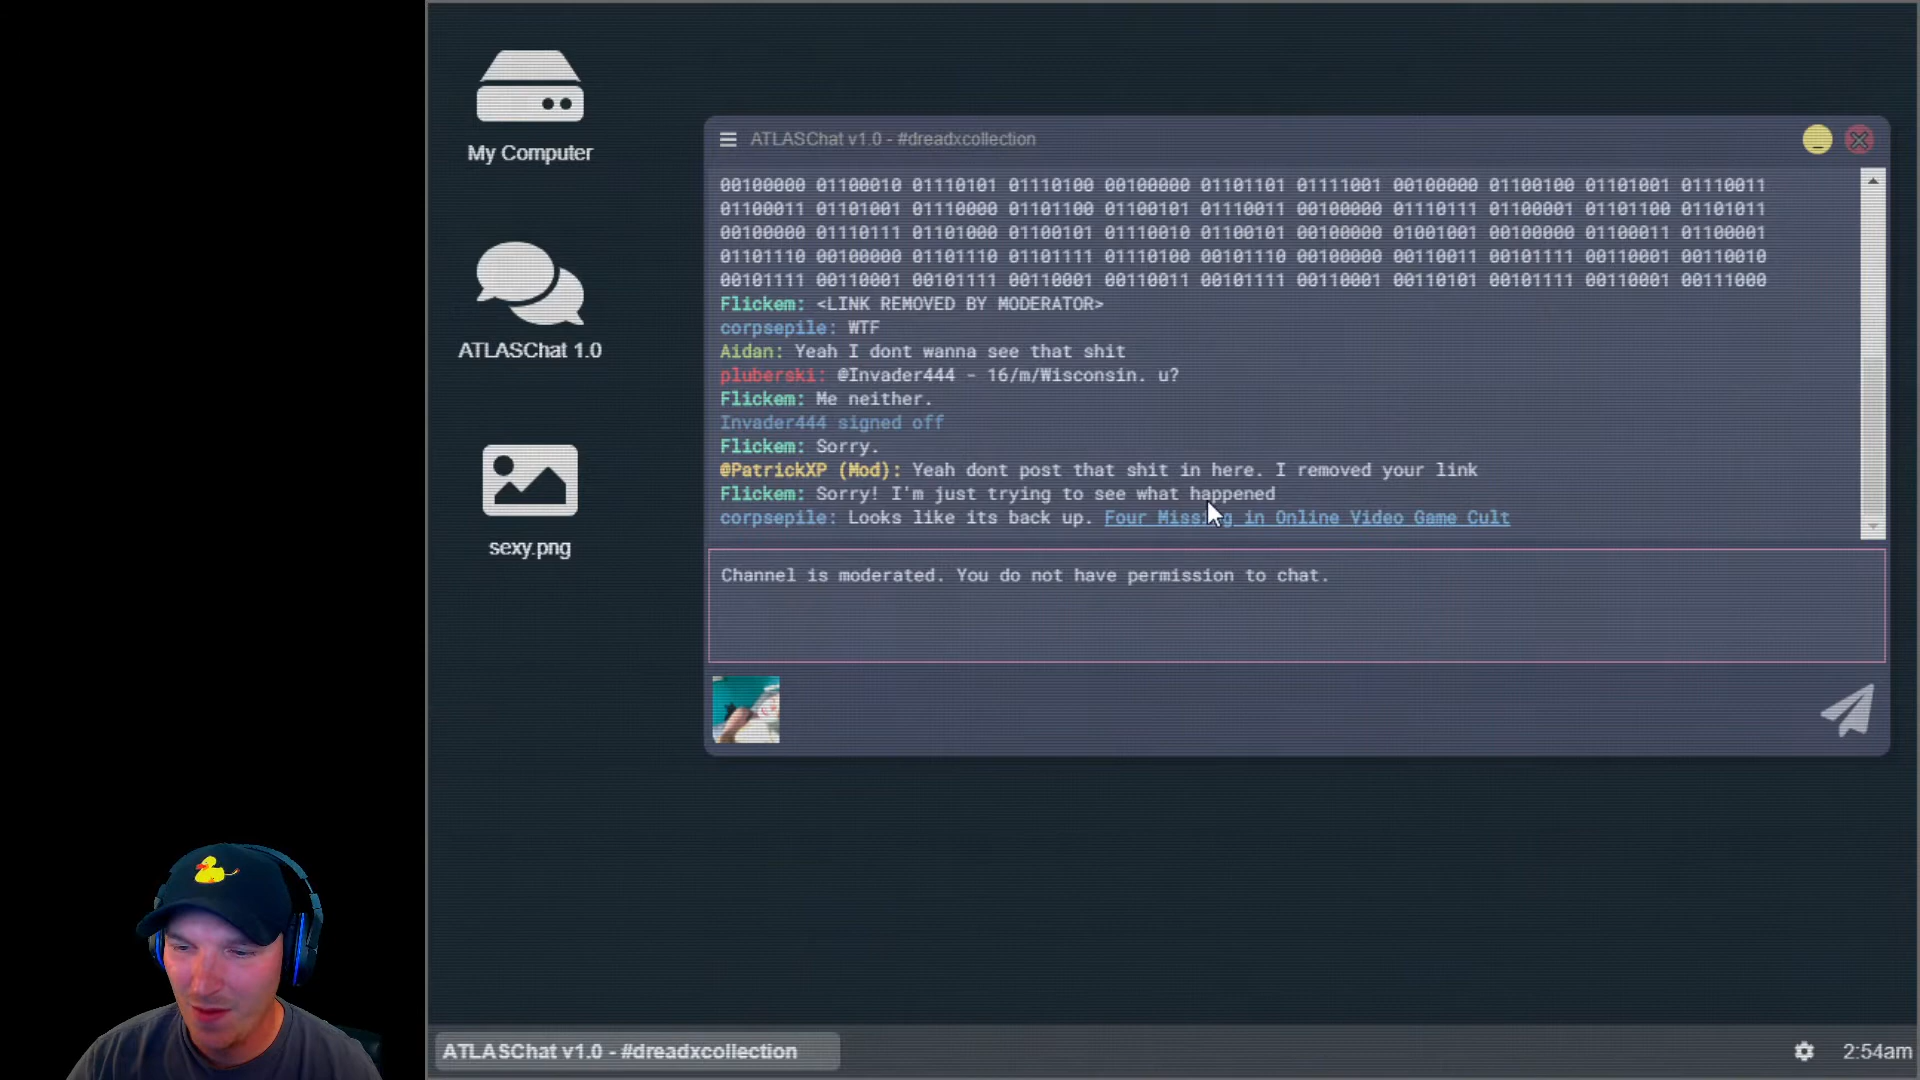 My Computer
ATLASChat 1.0
sexy.png
ATLASChat v1.0 - #dreadxcollection
00100000 01100010 01110101 01110100 00100000 01101101 01111001 00100000 01100100 01101001 01110011
01100011 01101001 01110000 01101100 01100101 01110011 00100000 01110111 01100001 01101100 01101011
00100000 01110111 01101000 01100101 01110010 01100101 00100000 01001001 00100000 01100011 01100001
01101110 00100000 01101110 01101111 01110100 00101110 00100000 00110011 00101111 00110001 00110010
00101111 00110001 00101111 00110001 00110011 00101111 00110001 00110101 00101111 00110001 00111000
Flickem: <LINK REMOVED BY MODERATOR>
corpsepile: WTF
Aidan: Yeah I dont wanna see that shit
pluberski: @Invader444 - 16/m/Wisconsin. u?
Flickem: Me neither.
Invader444 signed off
Flickem: Sorry.
@PatrickXP (Mod): Yeah dont post that shit in here. I removed your link
Flickem: Sorry! I'm just trying to see what happened
corpsepile: Looks like its back up. Four Missing in Online Video Game Cult
Channel is moderated. You do not have permission to chat.
ATLASChat v1.0 - #dreadxcollection
2:54am